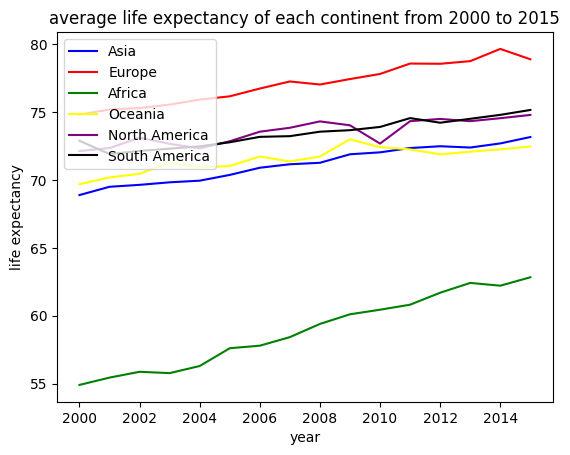 average life expectancy of each continent from 2000 to 2015
80
75
70
65
60
55
life expectancy
Asia
Europe
Africa
Oceania
North America
South America
2000 2002 2004 2006 2008 2010 2012 2014
year